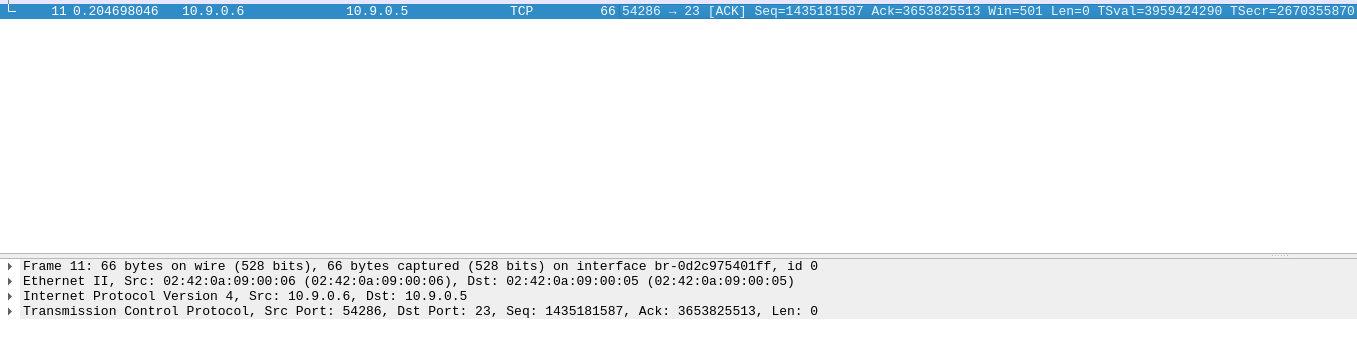 11 0.204698046 10.9.0.6 10.9.0.5 TCP 66 54286 → 23 [ACK] Seq=1435181587 Ack=3653825513 Win=501 Len=0 TSval=3959424290 TSecr=2670355870
Frame 11: 66 bytes on wire (528 bits), 66 bytes captured (528 bits) on interface br-0d2c975401ff, id 0
Ethernet II, Src: 02:42:0a:09:00:06 (02:42:0a:09:00:06), Dst: 02:42:0a:09:00:05 (02:42:0a:09:00:05)
Internet Protocol Version 4, Src: 10.9.0.6, Dst: 10.9.0.5
Transmission Control Protocol, Src Port: 54286, Dst Port: 23, Seq: 1435181587, Ack: 3653825513, Len: 0